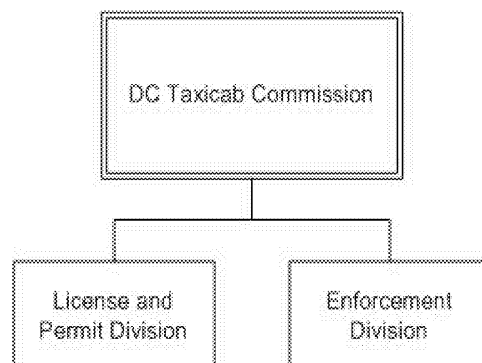 DC Taxicab Commission
License and
Permit Division
Enforcement
Division